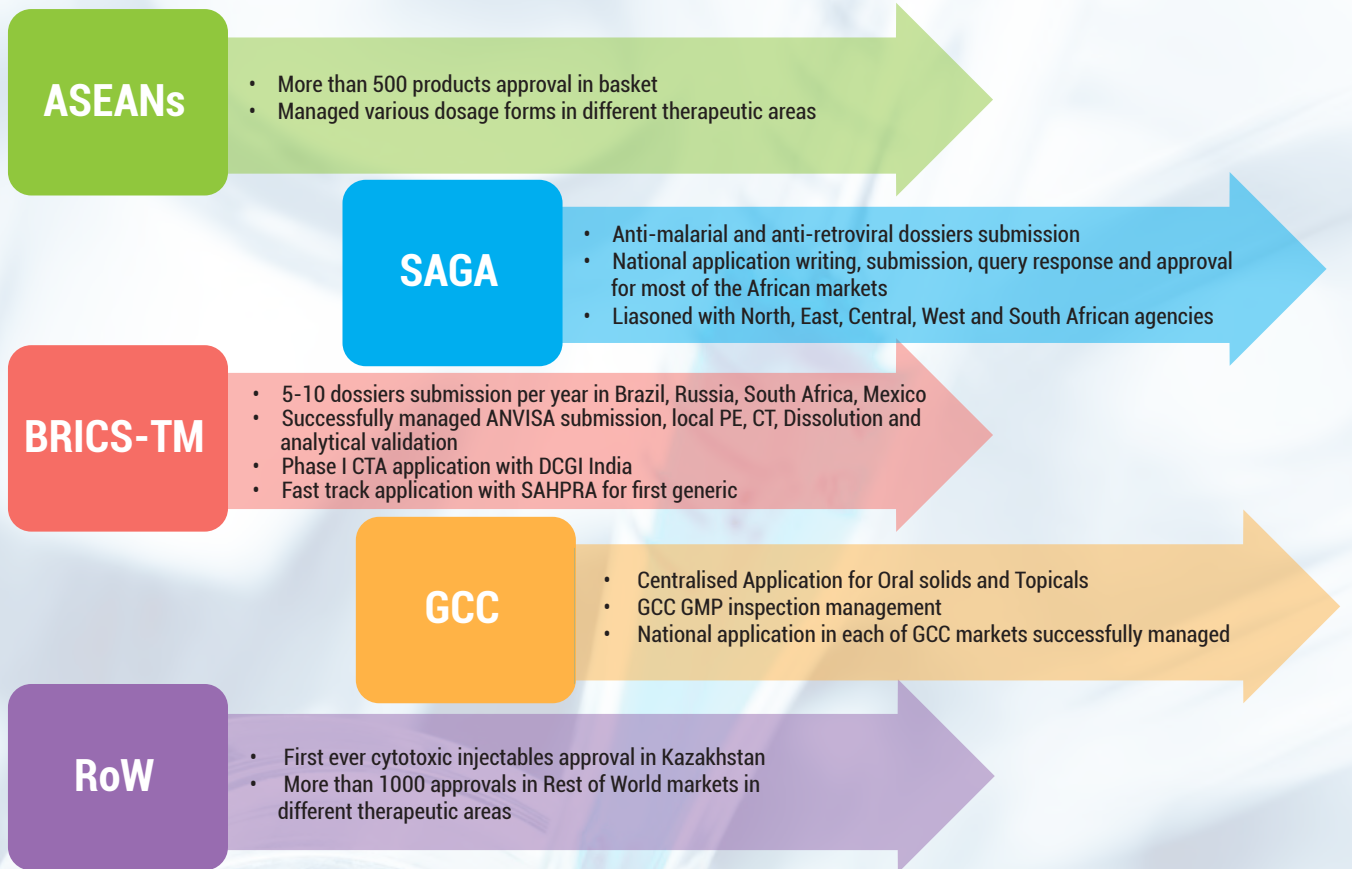 ASEANs
• More than 500 products approval in basket
• Managed various dosage forms in different therapeutic areas
SAGA
• Anti-malarial and anti-retroviral dossiers submission
• National application writing, submission, query response and approval
for most of the African markets
• Liasoned with North, East, Central, West and South African agencies
BRICS-TM
• 5-10 dossiers submission per year in Brazil, Russia, South Africa, Mexico
• Successfully managed ANVISA submission, local PE, CT, Dissolution and
analytical validation
• Phase I CTA application with DCGI India
• Fast track application with SAHPRA for first generic
GCC
• Centralised Application for Oral solids and Topicals
• GCC GMP inspection management
• National application in each of GCC markets successfully managed
RoW
• First ever cytotoxic injectables approval in Kazakhstan
• More than 1000 approvals in Rest of World markets in
different therapeutic areas